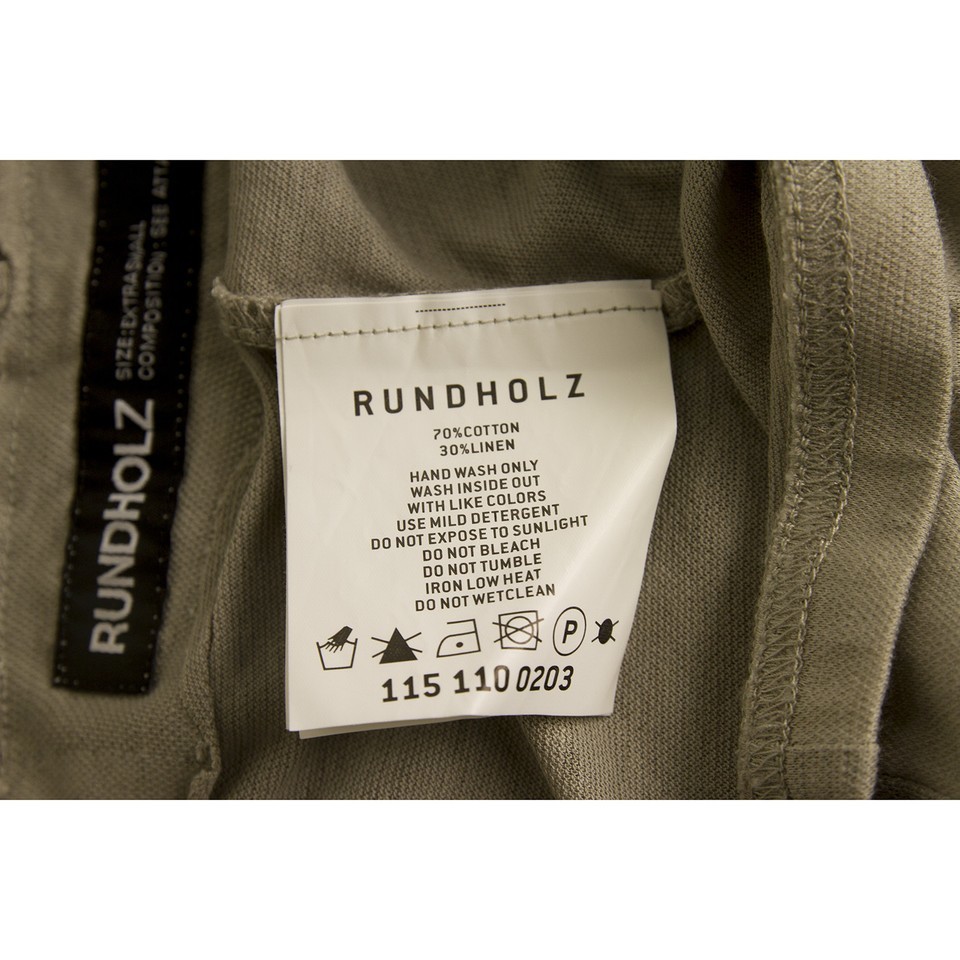 RUNDHOLZ
SIZE:EXTRASMALL
COMPOSITION: SEE
RUNDHOLZ
70%COTTON
30%LINEN
HAND WASH ONLY
WASH INSIDE OUT
WITH LIKE COLORS
USE MILD DETERGENT
DO NOT EXPOSE TO SUNLIGHT
DO NOT BLEACH
DO NOT TUMBLE
IRON LOW HEAT
DO NOT WETCLEAN
P
115 110 0203